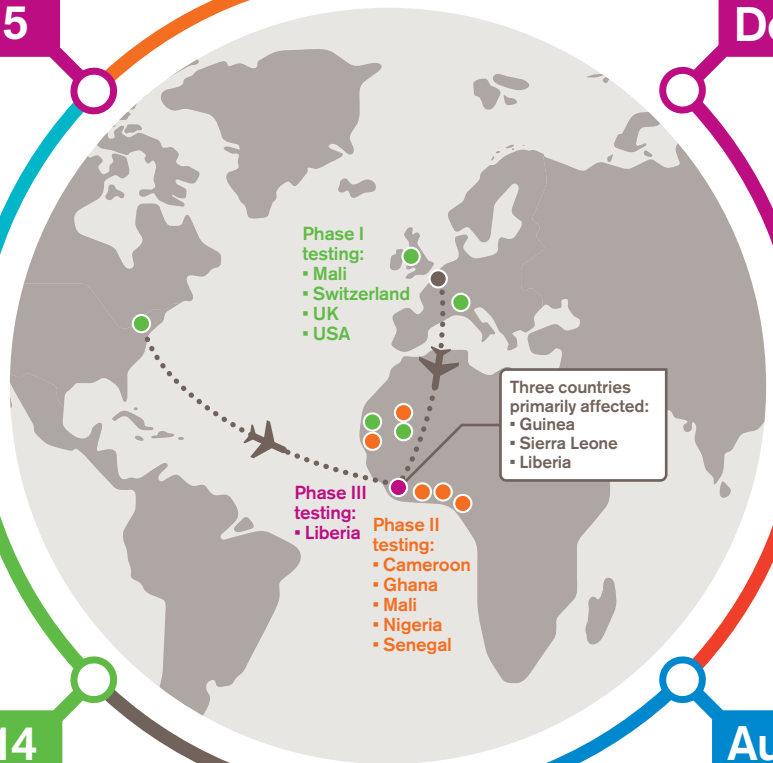 5
De
Phase I
testing:
▪ Mali
▪ Switzerland
▪ UK
▪ USA
Three countries
primarily affected:
▪ Guinea
▪ Sierra Leone
▪ Liberia
Phase III
testing:
▪ Liberia
Phase II
testing:
▪ Cameroon
▪ Ghana
▪ Mali
▪ Nigeria
▪ Senegal
14
Au